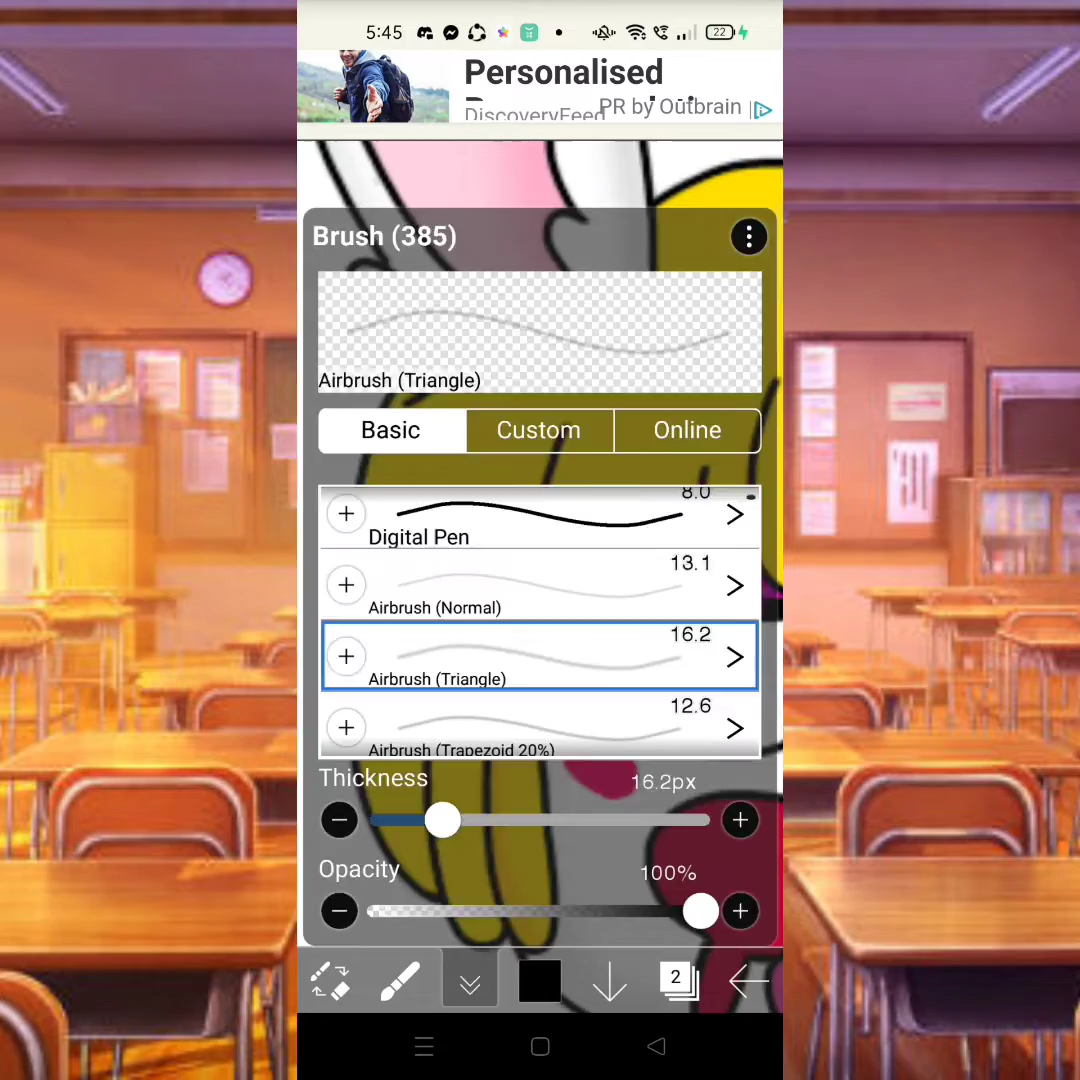 5:45
22
Personalised
DiscoveryFeed
PR by Outbrain
Brush (385)
Airbrush (Triangle)
Basic
Custom
Online
8.0
Digital Pen
13.1
Airbrush (Normal)
16.2
Airbrush (Triangle)
12.6
Airbrush (Trapezoid 20%)
Thickness
16.2px
Opacity
100%
2